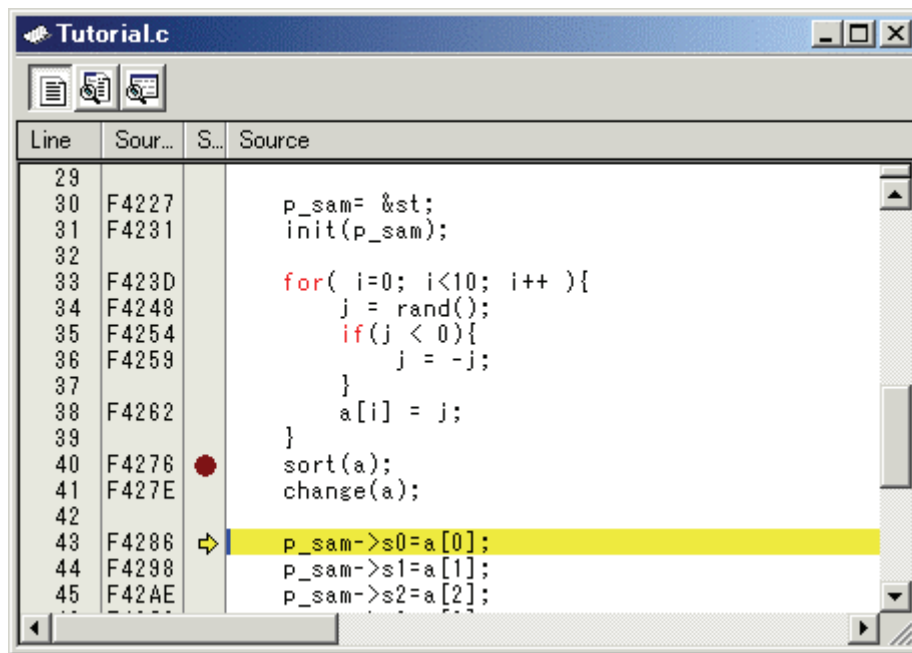 Tutorial.c
Line Sour... S... Source
29
30 F4227 p_sam= &st;
31 F4231 init(p_sam);
32
33 F423D for( i=0; i<10; i++ ){
34 F4248 j = rand();
35 F4254 if(j < 0){
36 F4259 j = -j;
37 }
38 F4262 a[i] = j;
39 }
40 F4276 sort(a);
41 F427E change(a);
42
43 F4286 p_sam->s0=a[0];
44 F4298 p_sam->s1=a[1];
45 F42AE p_sam->s2=a[2];